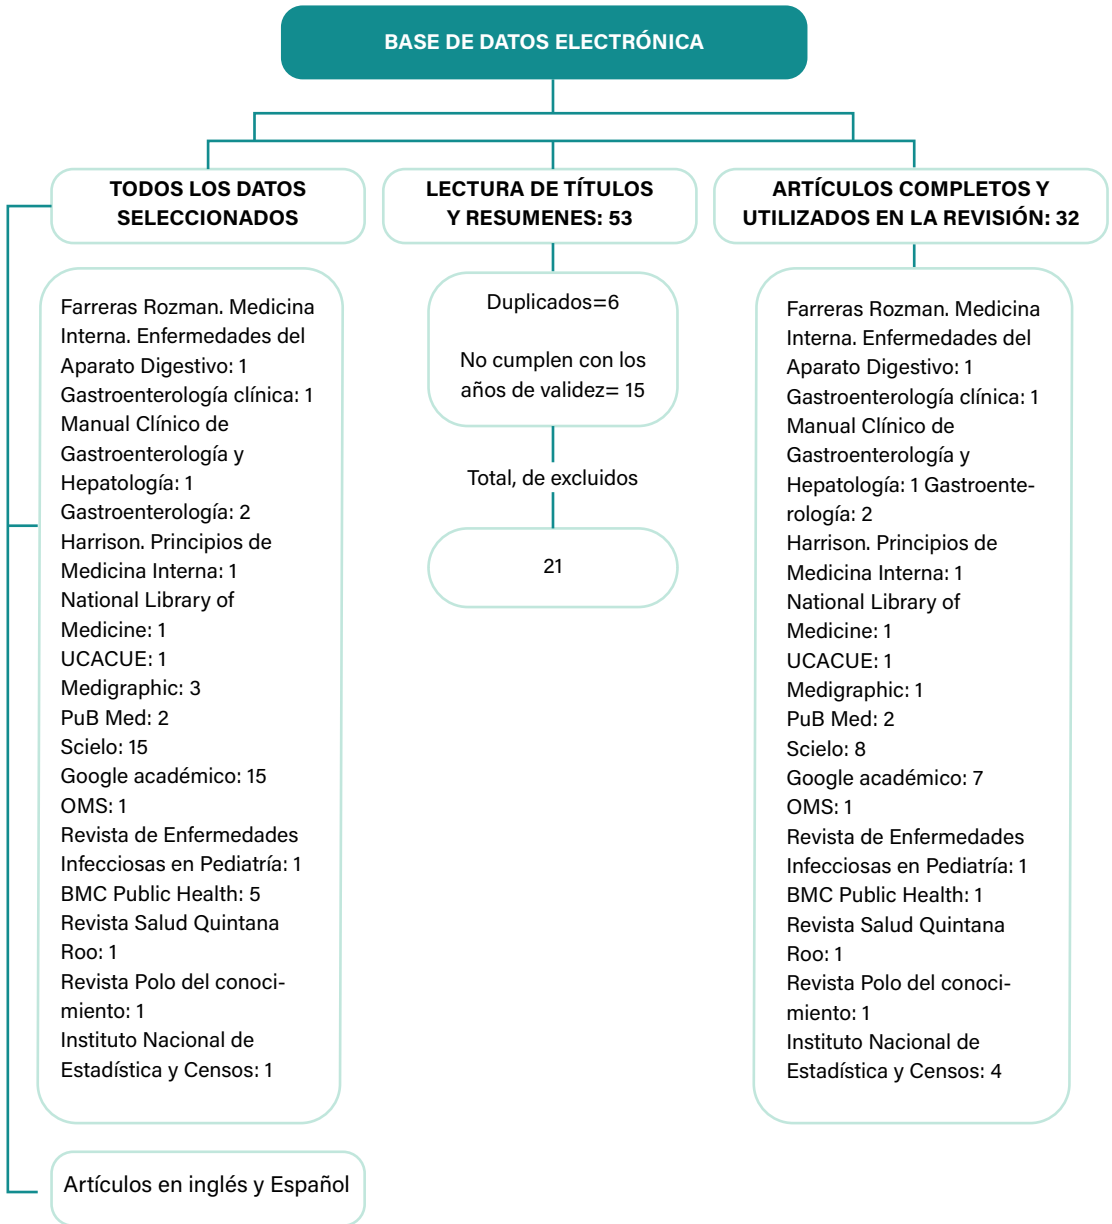 BASE DE DATOS ELECTRÓNICA
TODOS LOS DATOS
SELECCIONADOS
LECTURA DE TÍTULOS
Y RESUMENES: 53
ARTÍCULOS COMPLETOS Y
UTILIZADOS EN LA REVISIÓN: 32
Farreras Rozman. Medicina
Interna. Enfermedades del
Aparato Digestivo: 1
Gastroenterología clínica: 1
Manual Clínico de
Gastroenterología y
Hepatología: 1
Gastroenterología: 2
Harrison. Principios de
Medicina Interna: 1
National Library of
Medicine: 1
UCACUE: 1
Medigraphic: 3
PuB Med: 2
Scielo: 15
Google académico: 15
OMS: 1
Revista de Enfermedades
Infecciosas en Pediatría: 1
BMC Public Health: 5
Revista Salud Quintana
Roo: 1
Revista Polo del conoci-
miento: 1
Instituto Nacional de
Estadística y Censos: 1
Artículos en inglés y Español
Duplicados=6
No cumplen con los
años de validez= 15
Total, de excluidos
21
Farreras Rozman. Medicina
Interna. Enfermedades del
Aparato Digestivo: 1
Gastroenterología clínica: 1
Manual Clínico de
Gastroenterología y
Hepatología: 1 Gastroente-
rología: 2
Harrison. Principios de
Medicina Interna: 1
National Library of
Medicine: 1
UCACUE: 1
Medigraphic: 1
PuB Med: 2
Scielo: 8
Google académico: 7
OMS: 1
Revista de Enfermedades
Infecciosas en Pediatría: 1
BMC Public Health: 1
Revista Salud Quintana
Roo: 1
Revista Polo del conoci-
miento: 1
Instituto Nacional de
Estadística y Censos: 4